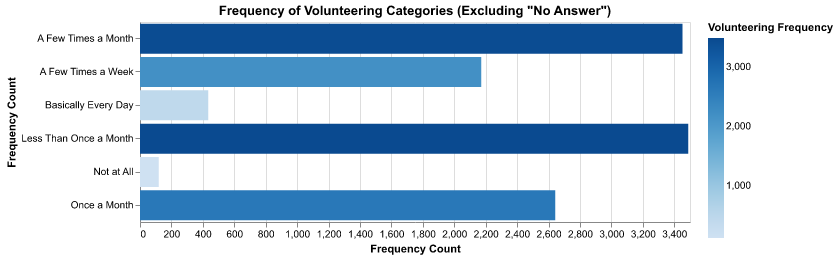 Frequency of Volunteering Categories (Excluding "No Answer")
Volunteering Frequency
Frequency Count
A Few Times a Month
A Few Times a Week
Basically Every Day
Less Than Once a Month
Not at All
Once a Month
0 200 400 600 800 1,000 1,200 1,400 1,600 1,800 2,000 2,200 2,400 2,600 2,800 3,000 3,200 3,400
Frequency Count
3,000
2,000
1,000